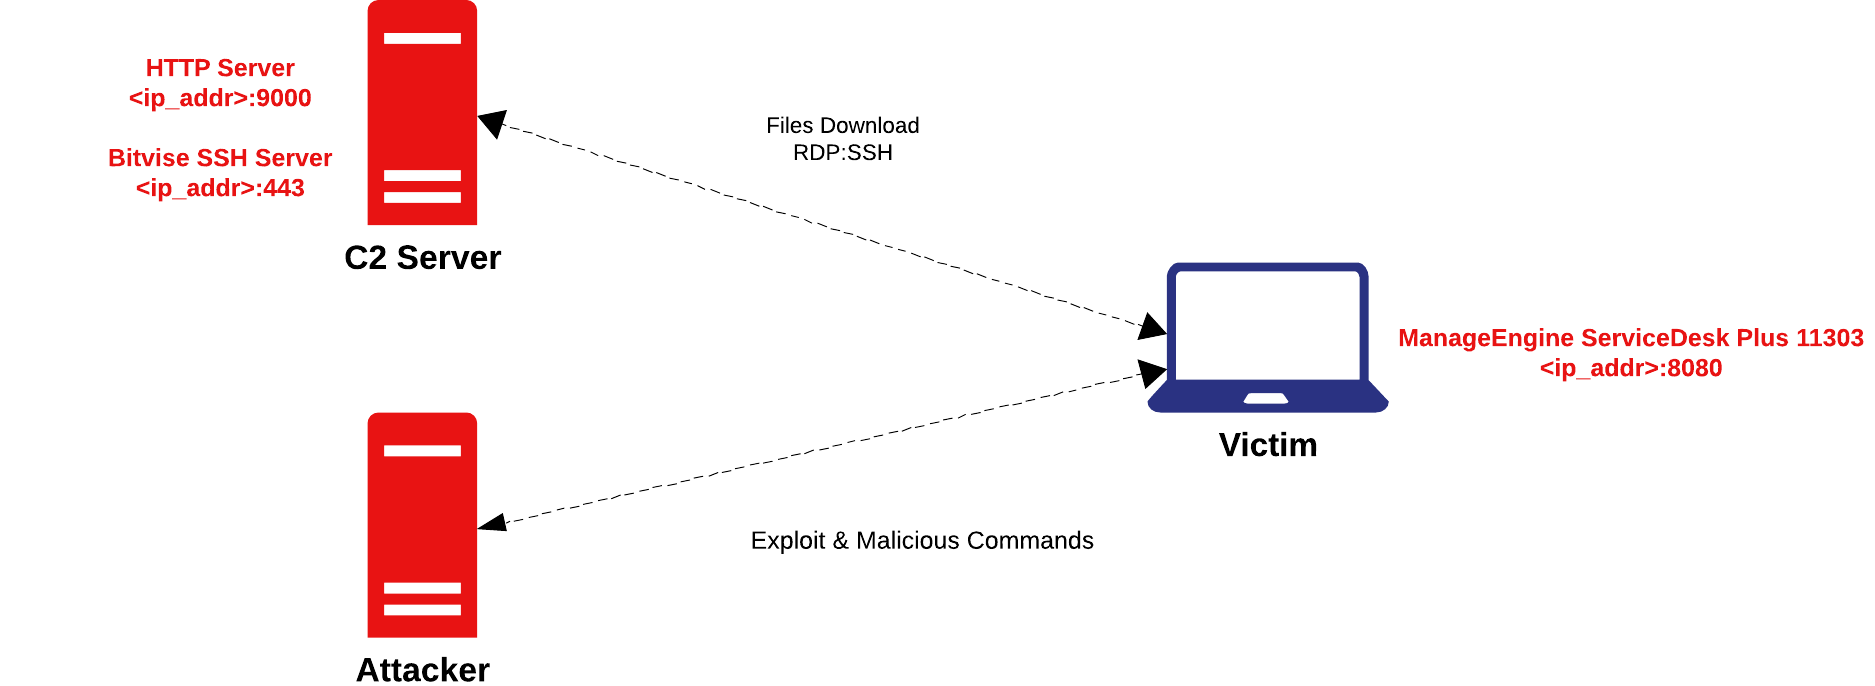 HTTP Server
<ip_addr>:9000
Bitvise SSH Server
<ip_addr>:443
C2 Server
Files Download
RDP:SSH
ManageEngine ServiceDesk Plus 11303
<ip_addr>:8080
Victim
Exploit & Malicious Commands
Attacker